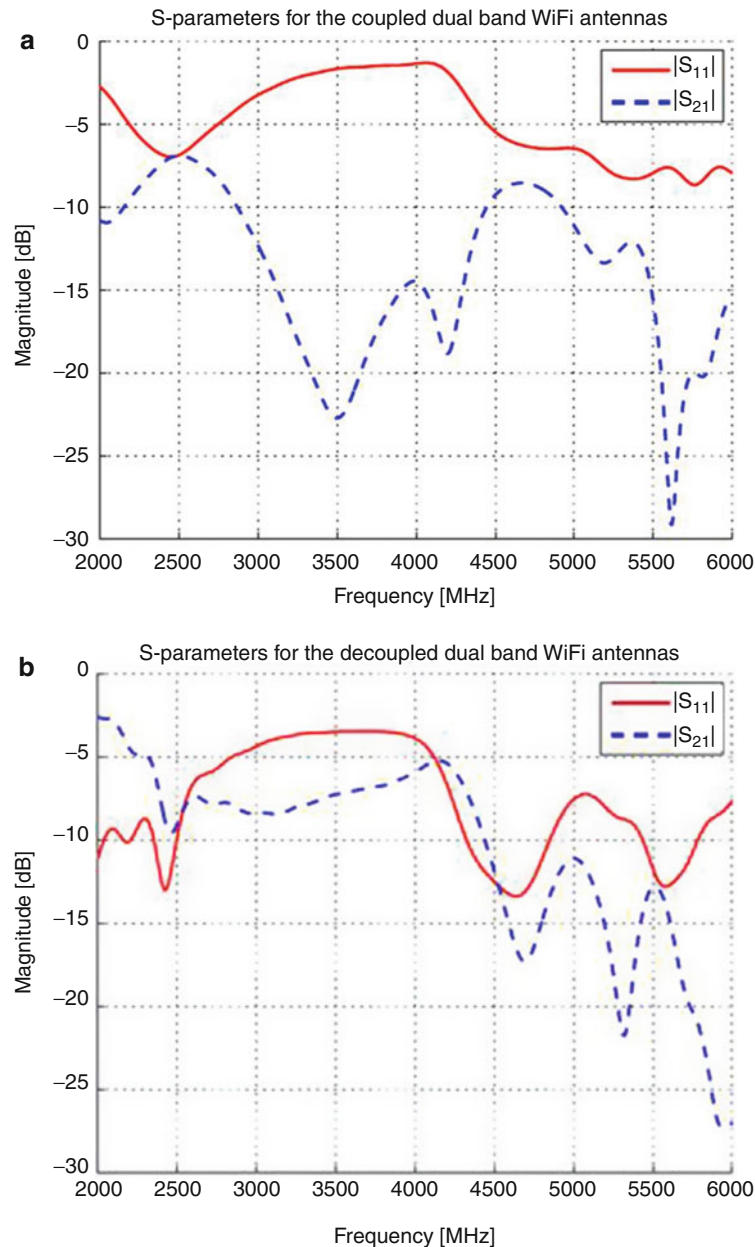 S-parameters for the coupled dual band WiFi antennas
a
0
|S11|
|S21|
−5
−10
−15
−20
−25
−30
Magnitude [dB]
2000 2500 3000 3500 4000 4500 5000 5500 6000
Frequency [MHz]
S-parameters for the decoupled dual band WiFi antennas
b
0
|S11|
|S21|
−5
−10
−15
−20
−25
−30
Magnitude [dB]
2000 2500 3000 3500 4000 4500 5000 5500 6000
Frequency [MHz]